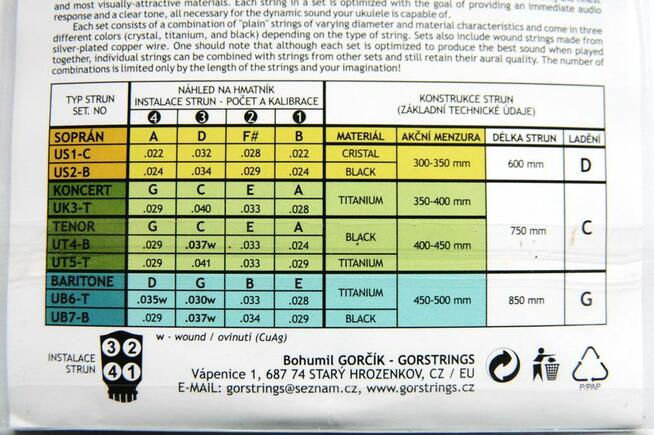 and most visually-attractive materials. Each string in a set is optimized with the goal of providing an immediate audio
response and a clear tone, all necessary for the dynamic sound your ukulele is capable of.
Each set consists of a combination of "plain" strings of varying diameter and material characteristics and come in three
different colors (crystal, titanium, and black) depending on the type of string. Sets also include wound strings made from
silver-plated copper wire. One should note that although each set is optimized to produce the best sound when played
together, individual strings can be combined with strings from other sets and still retain their aural quality. The number of
combinations is limited only by the length of the strings and your imagination!
TYP STRUN SET. NO
NÁHLED NA HMATNÍK
INSTALACE STRUN - POČET A KALIBRACE
4 3 2 1
KONSTRUKCE STRUN
(ZÁKLADNÍ TECHNICKÉ ÚDAJE)
SOPRÁN A D F# B MATERIÁL AKČNÍ MENZURA DÉLKA STRUN LADĚNÍ
US1-C .022 .032 .028 .022 CRISTAL 300-350 mm 600 mm D
US2-B .024 .034 .029 .024 BLACK
KONCERT G C E A TITANIUM 350-400 mm 750 mm C
UK3-T .029 .040 .033 .028
TENOR G C E A BLACK 400-450 mm
UT4-B .029 .037w .033 .024
UT5-T .029 .041 .033 .029 TITANIUM
BARITONE D G B E TITANIUM 450-500 mm 850 mm G
UB6-T .035w .030w .033 .028
UB7-B .029 .037w .034 .029 BLACK
w - wound / ovinutí (CuAg)
INSTALACE STRUN
3 2
4 1
Bohumil GORČÍK - GORSTRINGS
Vápenice 1, 687 74 STARÝ HROZENKOV, CZ / EU
E-MAIL: gorstrings@seznam.cz, www.gorstrings.cz
P/PAP